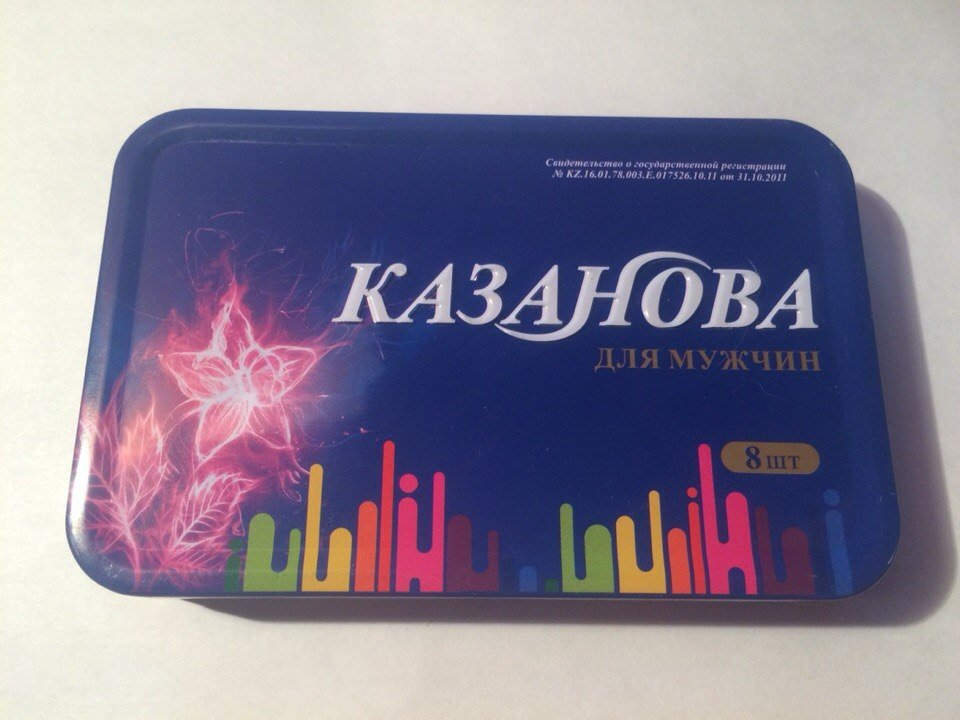 Свидетельство о государственной регистрации
№ KZ.16.01.78.003.Е.017526.10.11 от 31.10.2011
КАЗАНОВА
ДЛЯ МУЖЧИН
8 шт